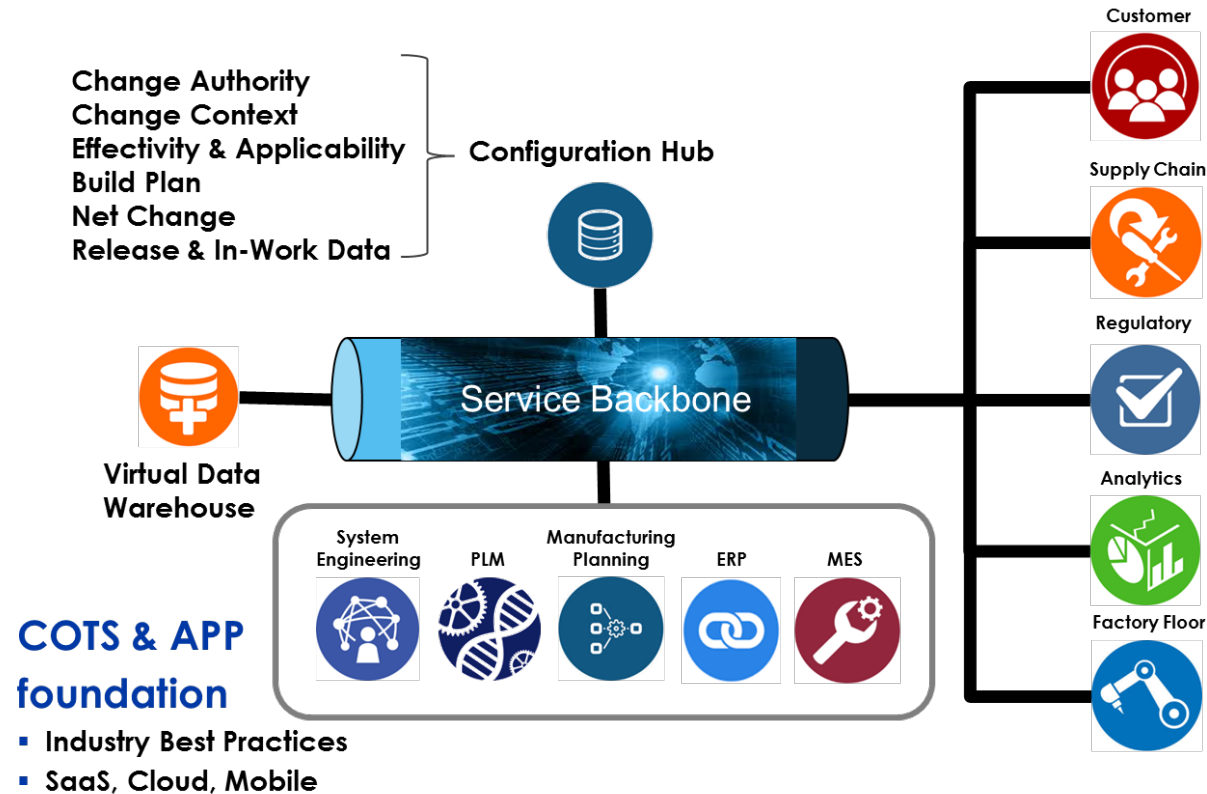 Customer
Change Authority
Change Context
Effectivity & Applicability
Build Plan
Net Change
Release & In-Work Data
Configuration Hub
Supply Chain
Regulatory
Service Backbone
Virtual Data
Warehouse
Analytics
System
Engineering
PLM
Manufacturing
Planning
ERP
MES
Factory Floor
COTS & APP
foundation
▪ Industry Best Practices
▪ SaaS, Cloud, Mobile